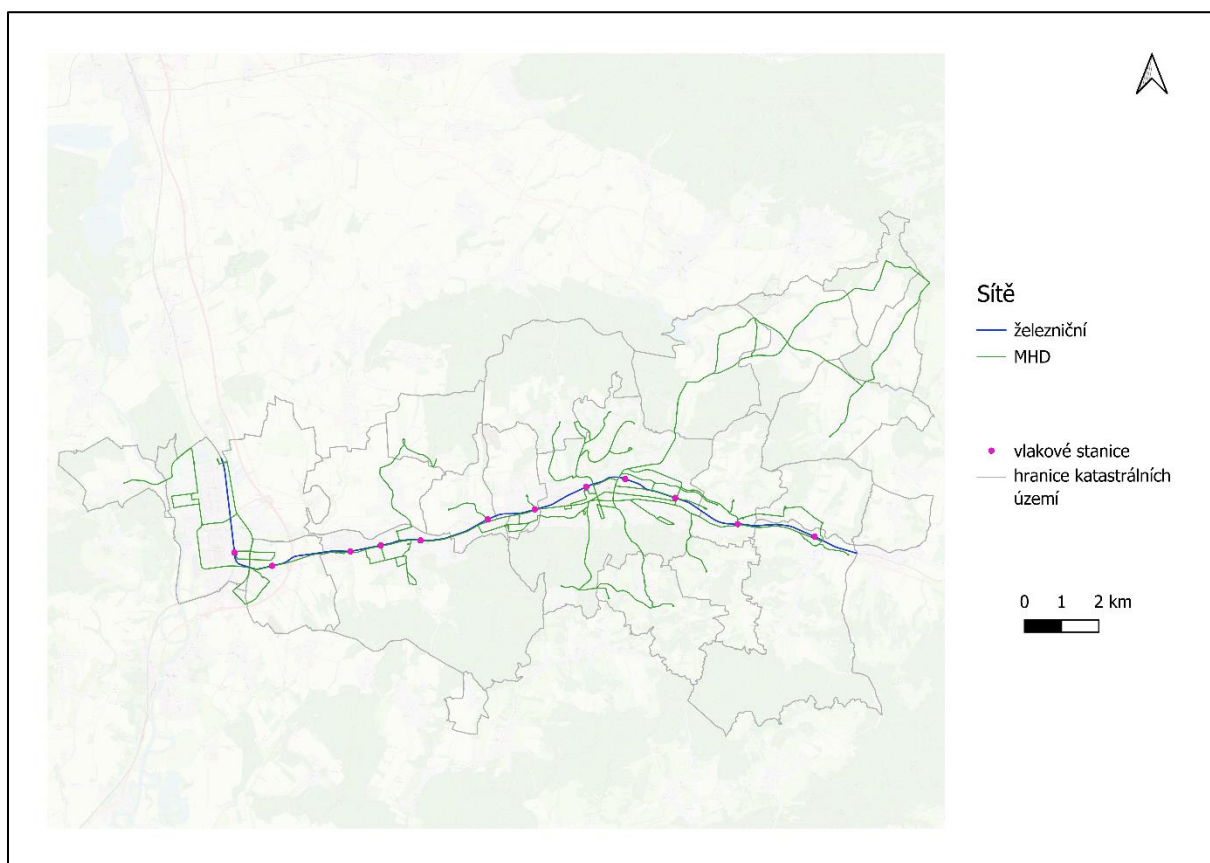 Sítě
železniční
MHD
vlakové stanice
hranice katastrálních
území
0 1 2 km